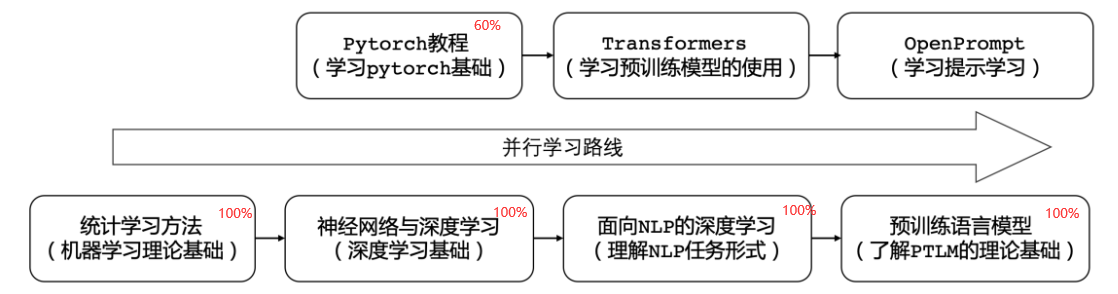 60%
Pytorch教程
（学习pytorch基础）
Transformers
（学习预训练模型的使用）
OpenPrompt
（学习提示学习）
并行学习路线
100%
统计学习方法
（机器学习理论基础）
100%
神经网络与深度学习
（深度学习基础）
100%
面向NLP的深度学习
（理解NLP任务形式）
100%
预训练语言模型
（了解PTLM的理论基础）